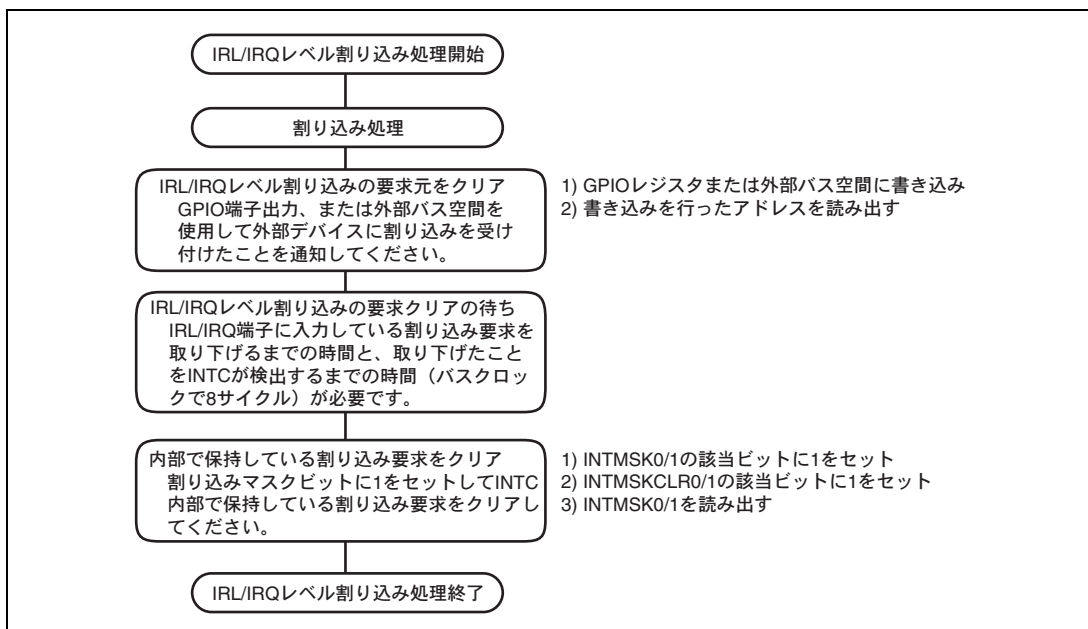 IRL/IRQレベル割り込み処理開始
割り込み処理
IRL/IRQレベル割り込みの要求元をクリア
GPIO端子出力、または外部バス空間を
使用して外部デバイスに割り込みを受け
付けたことを通知してください。
1) GPIOレジスタまたは外部バス空間に書き込み
2) 書き込みを行ったアドレスを読み出す
IRL/IRQレベル割り込みの要求クリアの待ち
IRL/IRQ端子に入力している割り込み要求を
取り下げるまでの時間と、取り下げたこと
をINTCが検出するまでの時間（バスクロッ
クで8サイクル）が必要です。
内部で保持している割り込み要求をクリア
割り込みマスクビットに1をセットしてINTC
内部で保持している割り込み要求をクリアし
てください。
1) INTMSK0/1の該当ビットに1をセット
2) INTMSKCLR0/1の該当ビットに1をセット
3) INTMSK0/1を読み出す
IRL/IRQレベル割り込み処理終了